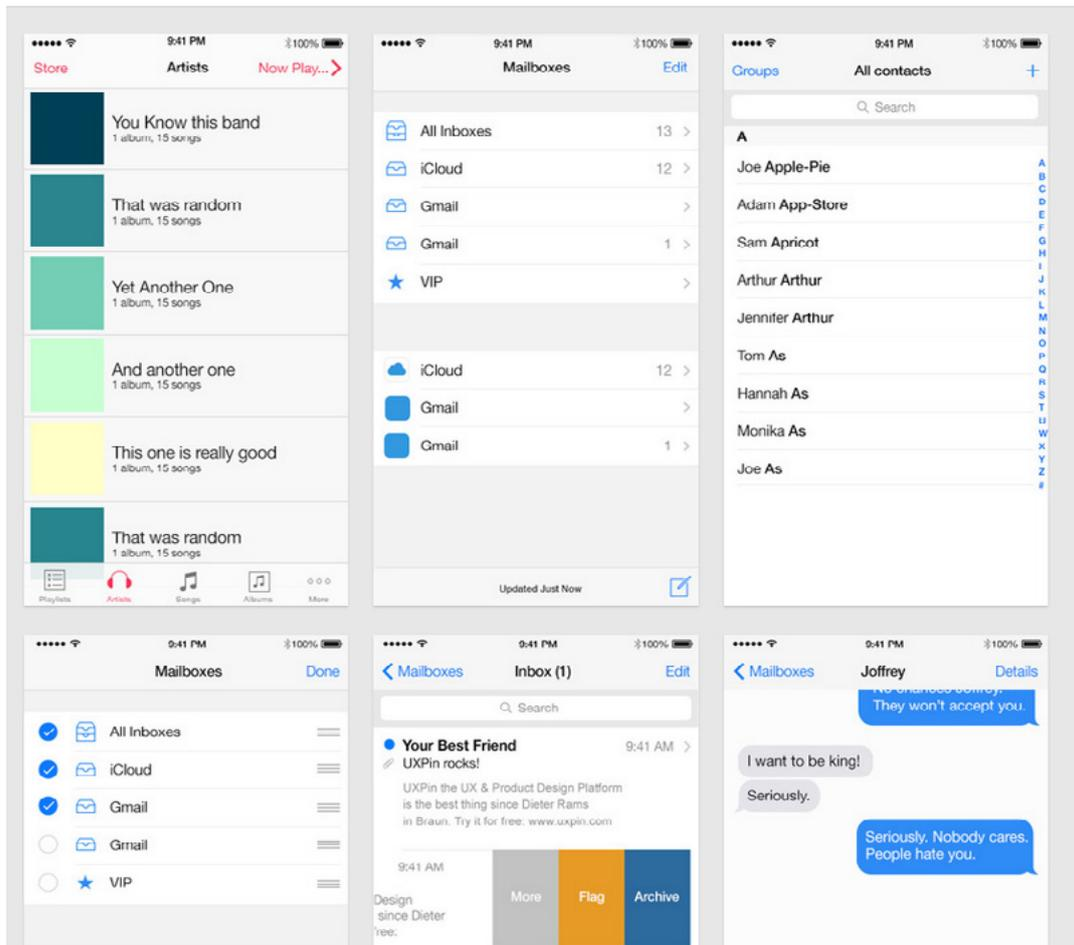 9:41 PM
100%
Store
Artists
Now Play...
You Know this band
1 album, 15 songs
That was random
1 album, 15 songs
Yet Another One
1 album, 15 songs
And another one
1 album, 15 songs
This one is really good
1 album, 15 songs
That was random
1 album, 15 songs
Playlists
Artists
Songs
Albums
More
9:41 PM
100%
Mailboxes
Edit
All Inboxes
13
iCloud
12
Gmail
Gmail
1
VIP
iCloud
12
Gmail
Gmail
1
Updated Just Now
9:41 PM
100%
Groups
All contacts
+
Search
A
Joe Apple-Pie
Adam App-Store
Sam Apricot
Arthur Arthur
Jennifer Arthur
Tom As
Hannah As
Monika As
Joe As
A
B
C
D
E
F
G
H
I
J
K
L
M
N
O
P
Q
R
S
T
U
W
X
Y
Z
#
9:41 PM
100%
Mailboxes
Done
All Inboxes
iCloud
Gmail
Gmail
VIP
9:41 PM
100%
Mailboxes
Inbox (1)
Edit
Search
Your Best Friend
9:41 AM
UXPin rocks!
UXPin the UX & Product Design Platform
is the best thing since Dieter Rams
in Braun. Try it for free: www.uxpin.com
9:41 AM
Design
since Dieter
free:
More
Flag
Archive
9:41 PM
100%
Mailboxes
Joffrey
Details
No chances Joffrey.
They won't accept you.
I want to be king!
Seriously.
Seriously. Nobody cares.
People hate you.